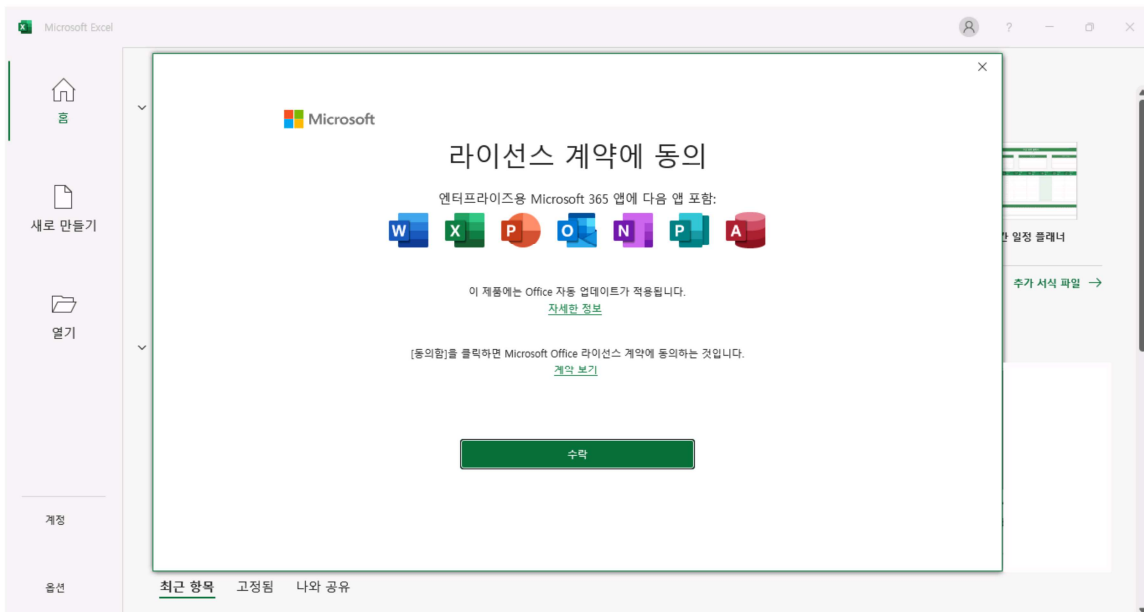 Microsoft Excel
?
홈
새로 만들기
열기
계정
옵션
Microsoft
라이선스 계약에 동의
엔터프라이즈용 Microsoft 365 앱에 다음 앱 포함:
W X P O N P A
이 제품에는 Office 자동 업데이트가 적용됩니다.
자세한 정보
[동의함]을 클릭하면 Microsoft Office 라이선스 계약에 동의하는 것입니다.
계약 보기
수락
일정 플래너
추가 서식 파일 →
최근 항목 고정됨 나와 공유